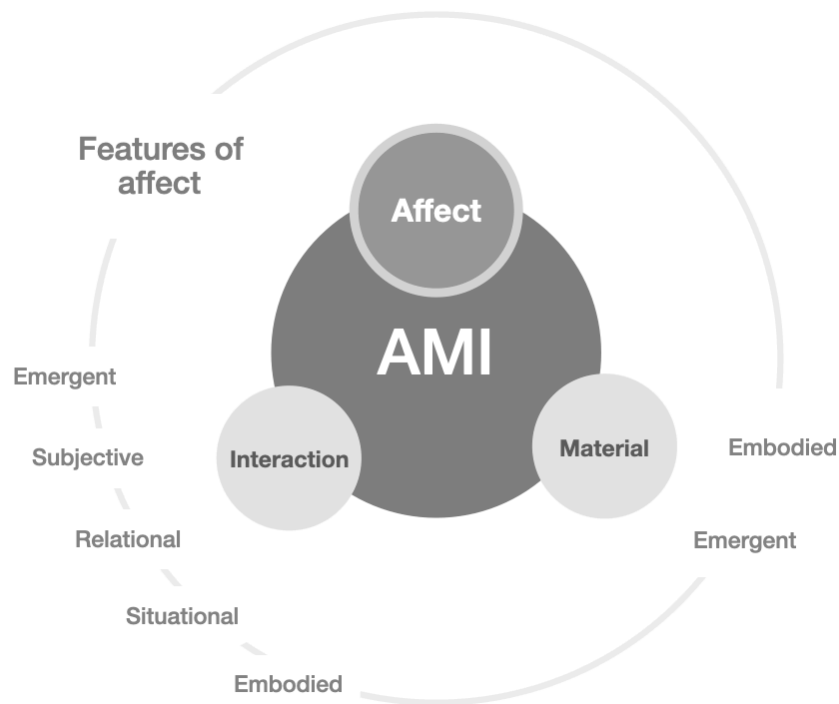 Features of
affect
Affect
AMI
Emergent
Subjective
Relational
Situational
Embodied
Interaction
Material
Embodied
Emergent